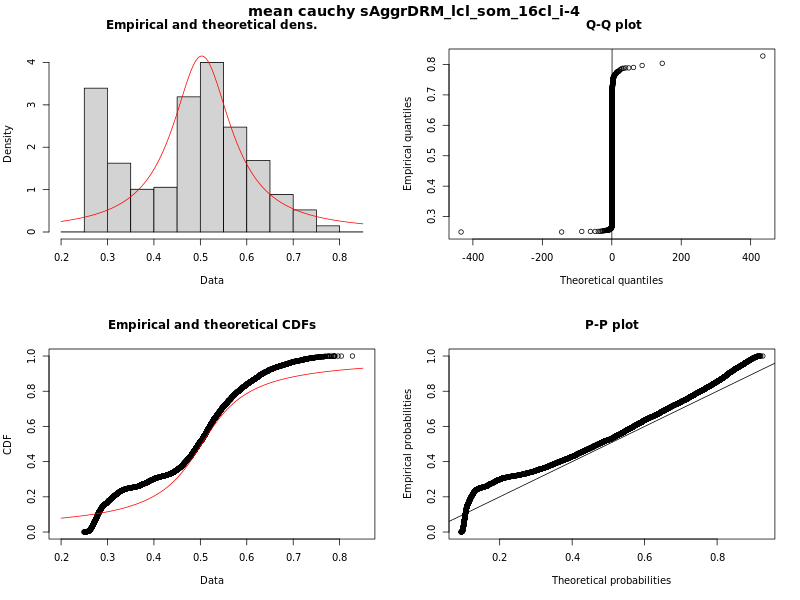 mean cauchy sAggrDRM_lcl_som_16cl_i-4
Empirical and theoretical dens.
Density
0 1 2 3 4
0.2 0.3 0.4 0.5 0.6 0.7 0.8
Data
Q-Q plot
Empirical quantiles
0.3 0.4 0.5 0.6 0.7 0.8
-400 -200 0 200 400
Theoretical quantiles
Empirical and theoretical CDFs
CDF
0.0 0.2 0.4 0.6 0.8 1.0
0.2 0.3 0.4 0.5 0.6 0.7 0.8
Data
P-P plot
Empirical probabilities
0.0 0.2 0.4 0.6 0.8 1.0
0.2 0.4 0.6 0.8
Theoretical probabilities